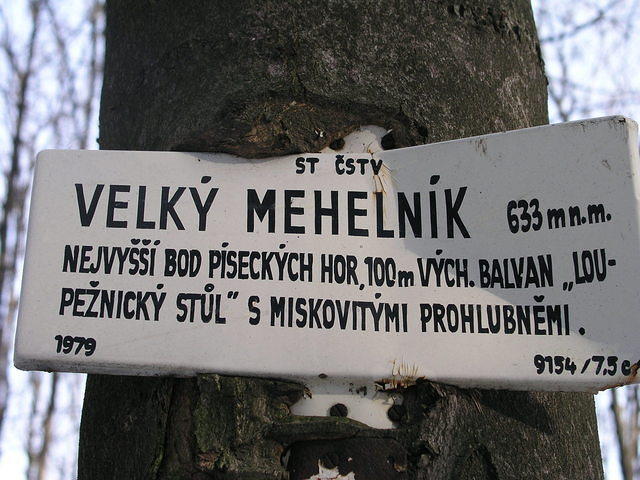 ST ČSTV
VELKÝ MEHELNÍK 633 m n.m.
NEJVYŠŠÍ BOD PÍSECKÝCH HOR, 100m VÝCH. BALVAN „LOU-
PEŽNICKÝ STŮL" S MISKOVITÝMI PROHLUBNĚMI.
1979 9154/7.5c